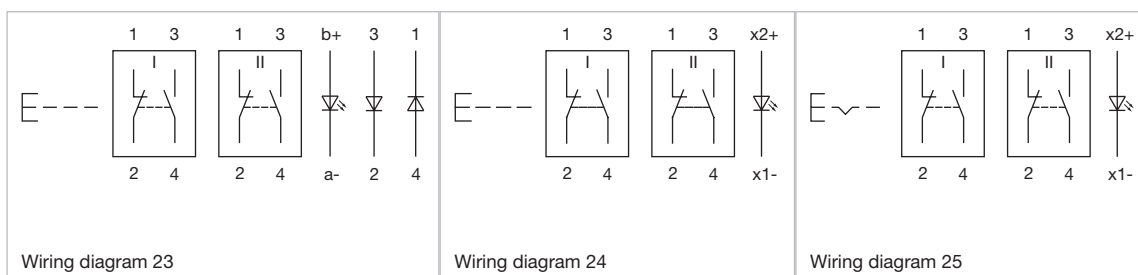 1 3 1 3 b+ 3 1
I II
2 4 2 4 a- 2 4
Wiring diagram 23
1 3 1 3 x2+
I II
2 4 2 4 x1-
Wiring diagram 24
1 3 1 3 x2+
I II
2 4 2 4 x1-
Wiring diagram 25